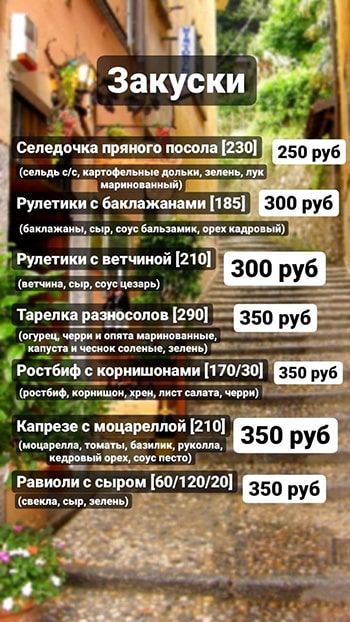 Закуски
Селедочка пряного посола [230] 250 руб
(сельдь с/с, картофельные дольки, зелень, лук
маринованный)
Рулетики с баклажанами [185] 300 руб
(баклажаны, сыр, соус бальзамик, орех кадровый)
Рулетики с ветчиной [210] 300 руб
(ветчина, сыр, соус цезарь)
Тарелка разносолов [290] 350 руб
(огурец, черри и опята маринованные,
капуста и чеснок соленые, зелень)
Ростбиф с корнишонами [170/30] 350 руб
(ростбиф, корнишон, хрен, лист салата, черри)
Капрезе с моцареллой [210] 350 руб
(моцарелла, томаты, базилик, руколла,
кедровый орех, соус песто)
Равиоли с сыром [60/120/20] 350 руб
(свекла, сыр, зелень)